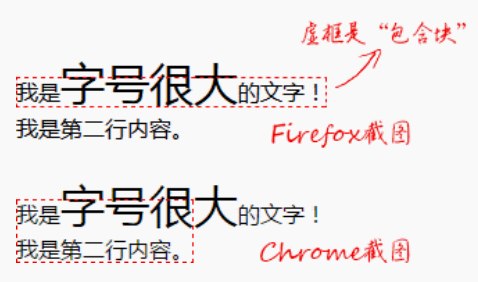 虚框是“包含块”
我是字号很大的文字！
我是第二行内容。
Firefox截图
我是字号很大的文字！
我是第二行内容。
Chrome截图